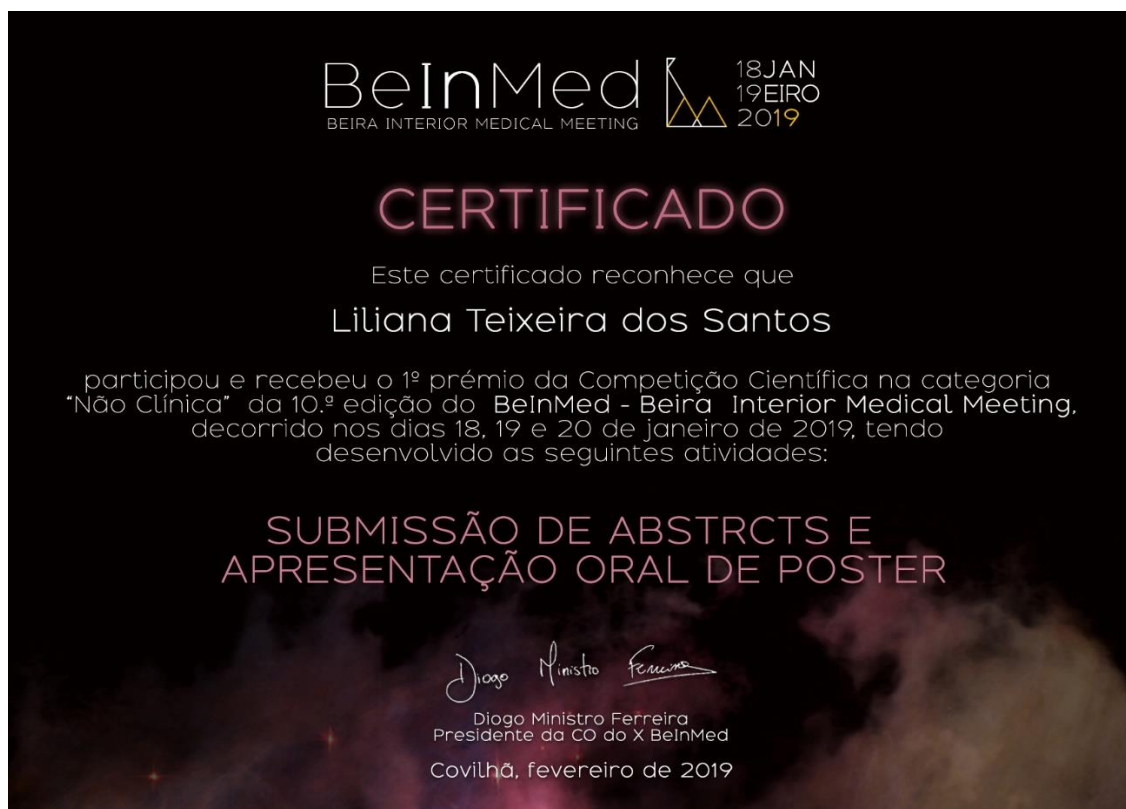 BeInMed
BEIRA INTERIOR MEDICAL MEETING
18JAN
19EIRO
2019
CERTIFICADO
Este certificado reconhece que
Liliana Teixeira dos Santos
participou e recebeu o 1º prémio da Competição Científica na categoria
“Não Clínica” da 10.ª edição do BeInMed - Beira Interior Medical Meeting,
decorrido nos dias 18, 19 e 20 de janeiro de 2019, tendo
desenvolvido as seguintes atividades:
SUBMISSÃO DE ABSTRCTS E
APRESENTAÇÃO ORAL DE POSTER
Diogo Ministro Ferreira
Diogo Ministro Ferreira
Presidente da CO do X BeInMed
Covilhã, fevereiro de 2019